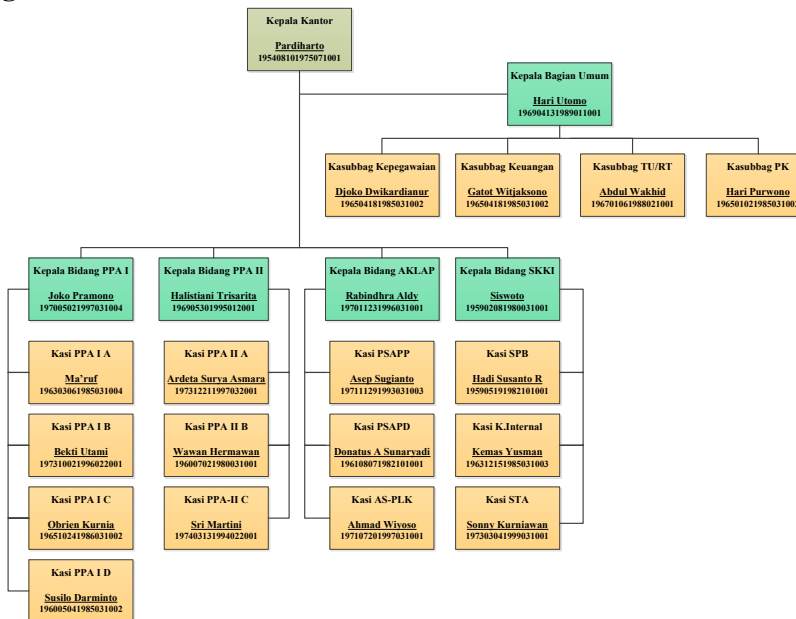 Kepala Kantor
Pardiharto
195408101975071001
Kepala Bagian Umum
Hari Utomo
196904131989011001
Kasubbag Kepegawaian
Djoko Dwikardianur
196504181985031002
Kasubbag Keuangan
Gatot Witjaksono
196504181985031002
Kasubbag TU/RT
Abdul Wakhid
196701061988021001
Kasubbag PK
Hari Purwono
196501021985031002
Kepala Bidang PPA I
Joko Pramono
197005021997031004
Kepala Bidang PPA II
Halistiani Trisarita
196905301995012001
Kepala Bidang AKLAP
Rabindhra Aldy
197011231996031001
Kepala Bidang SKKI
Siswoto
195902081980031001
Kasi PPA I A
Ma'ruf
196303061985031004
Kasi PPA II A
Ardeta Surya Asmara
197312211997032001
Kasi PSAPP
Asep Sugianto
197111291993031003
Kasi SPB
Hadi Susanto R
195905191982101001
Kasi PPA I B
Bekti Utami
197310021996022001
Kasi PPA II B
Wawan Hermawan
196007021980031001
Kasi PSAPD
Donatus A Sunaryadi
196108071982101001
Kasi K.Internal
Kemas Yusman
196312151985031003
Kasi PPA I C
Obrien Kurnia
196510241986031002
Kasi PPA-II C
Sri Martini
197403131994022001
Kasi AS-PLK
Ahmad Wiyoso
197107201997031001
Kasi STA
Sonny Kurniawan
197303041999031001
Kasi PPA I D
Susilo Darminto
196005041985031002